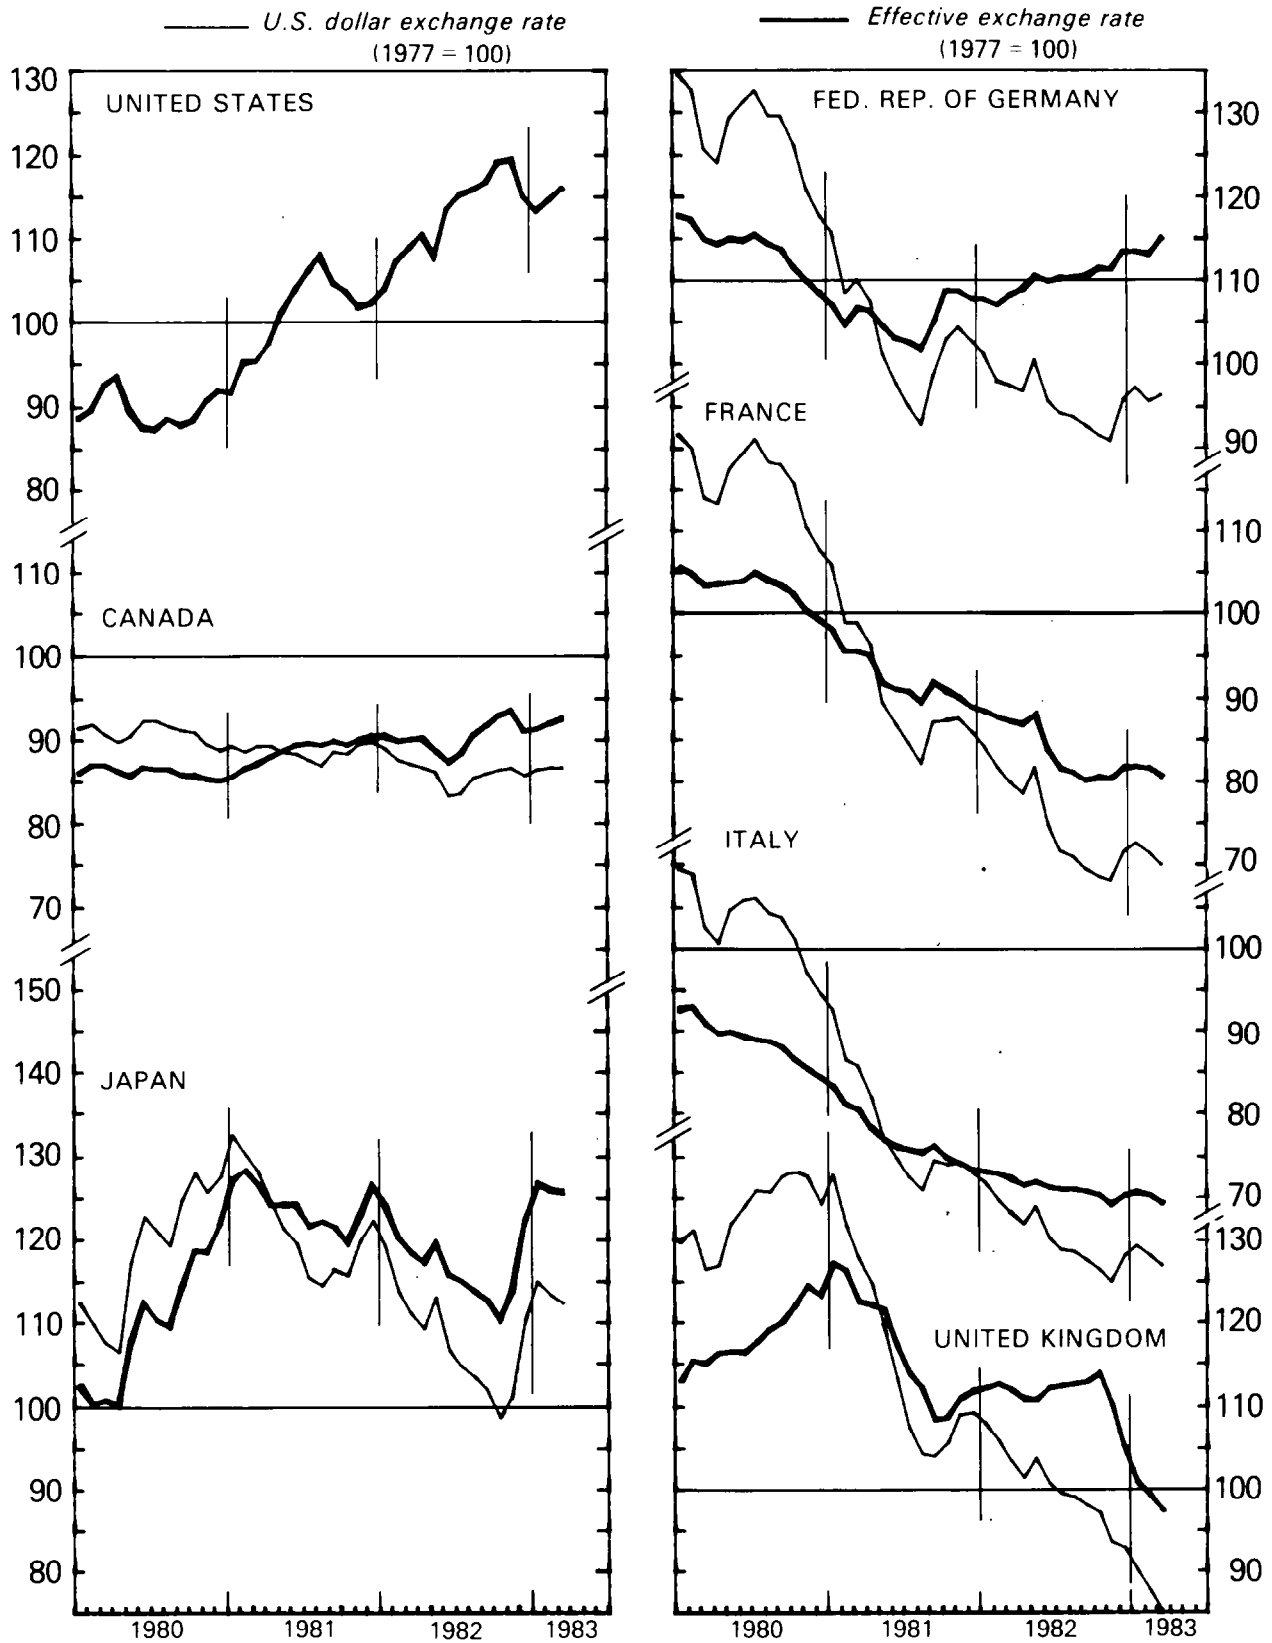 U.S. dollar exchange rate
(1977 = 100)
Effective exchange rate
(1977 = 100)
UNITED STATES
130
120
110
100
90
80
CANADA
110
100
90
80
70
JAPAN
150
140
130
120
110
100
90
80
1980 1981 1982 1983
FED. REP. OF GERMANY
130
120
110
100
90
FRANCE
110
100
90
80
70
ITALY
100
90
80
70
UNITED KINGDOM
130
120
110
100
90
1980 1981 1982 1983